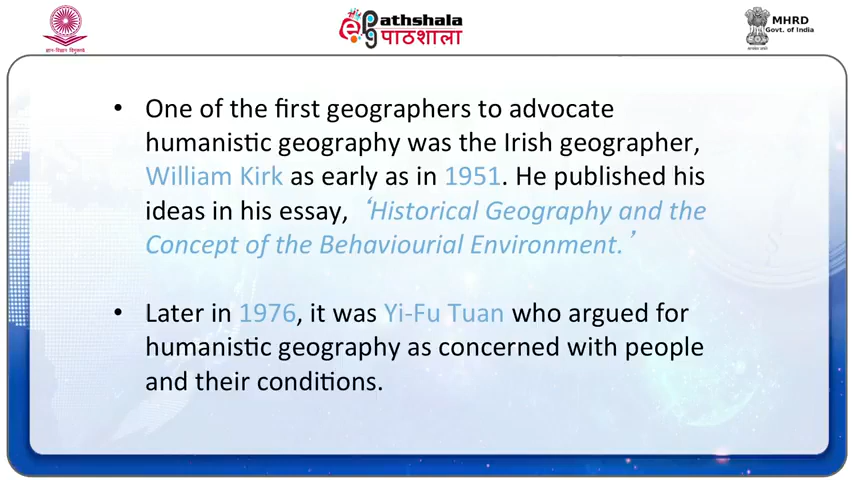 ePathshala
पाठशाला
MHRD
Govt. of India
• One of the first geographers to advocate
humanistic geography was the Irish geographer,
William Kirk as early as in 1951. He published his
ideas in his essay, ‘Historical Geography and the
Concept of the Behaviourial Environment.’
• Later in 1976, it was Yi-Fu Tuan who argued for
humanistic geography as concerned with people
and their conditions.